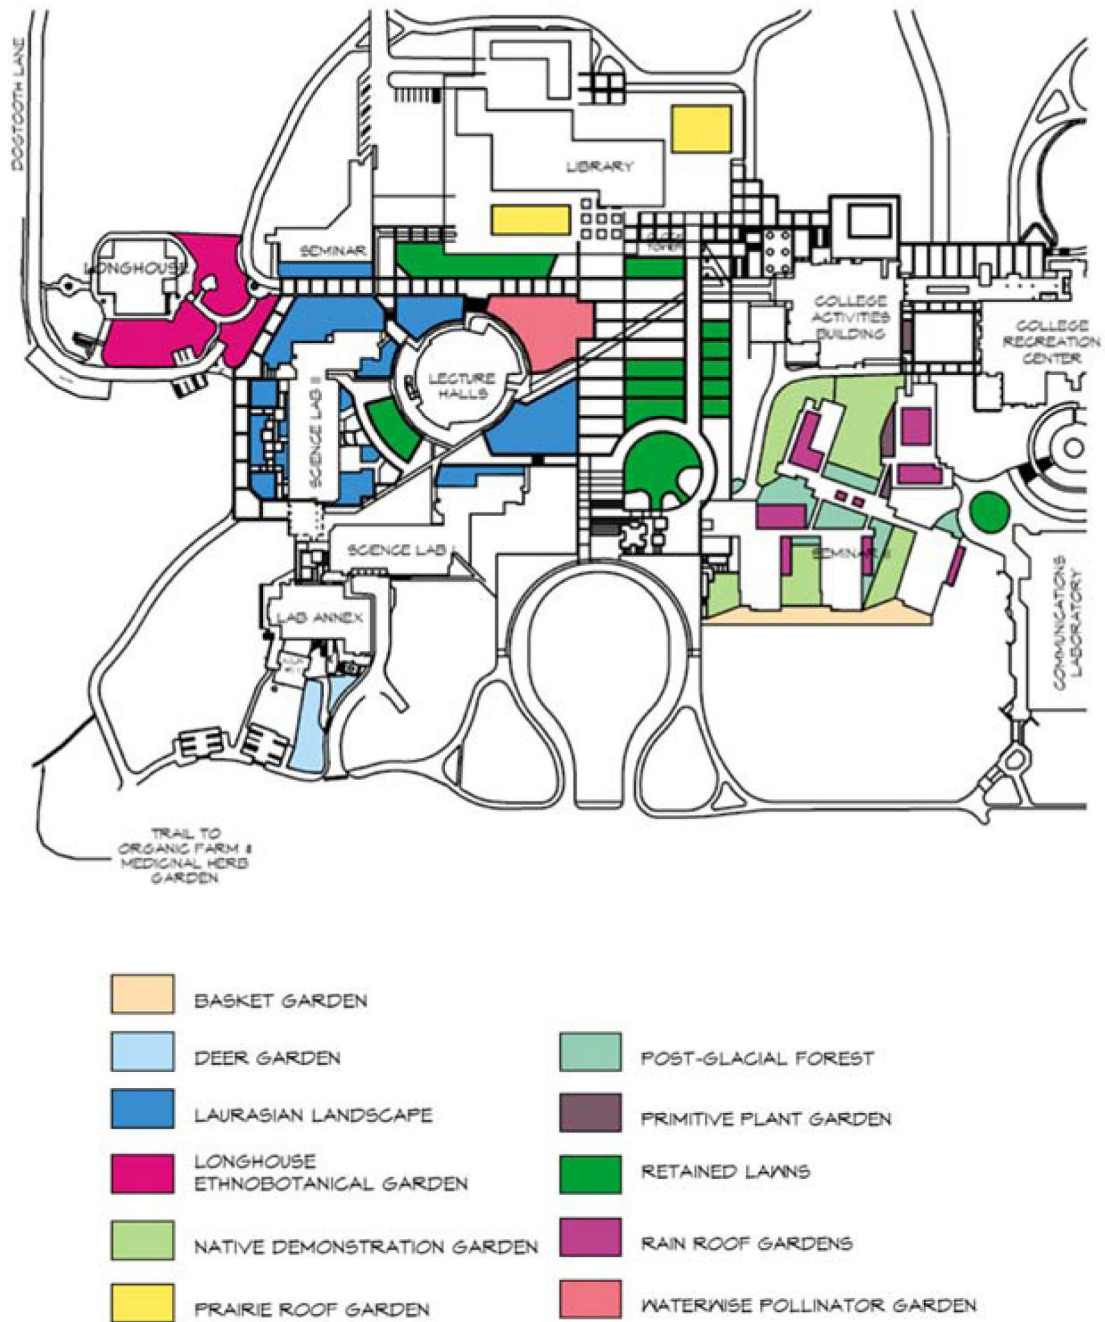 DOGTOOTH LANE
LIBRARY
SEMINAR
CLOCK
TOWER
LONGHOUSE
COLLEGE
ACTIVITIES
BUILDING
COLLEGE
RECREATION
CENTER
LECTURE
HALLS
SCIENCE LAB II
SCIENCE LAB I
SEMINAR II
LAB ANNEX
COMMUNICATIONS
LABORATORY
TRAIL TO
ORGANIC FARM &
MEDICINAL HERB
GARDEN
BASKET GARDEN
DEER GARDEN
LAURASIAN LANDSCAPE
LONGHOUSE
ETHNOBOTANICAL GARDEN
NATIVE DEMONSTRATION GARDEN
PRAIRIE ROOF GARDEN
POST-GLACIAL FOREST
PRIMITIVE PLANT GARDEN
RETAINED LAWNS
RAIN ROOF GARDENS
WATERWISE POLLINATOR GARDEN